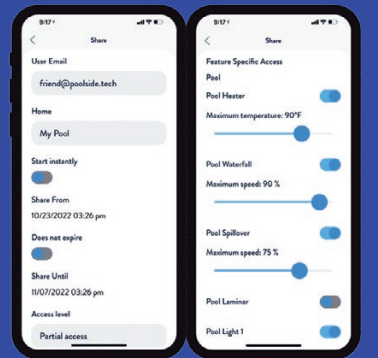 9:17
Share
User Email
friend@poolside.tech
Home
My Pool
Start instantly
Share From
10/23/2022 03:26 pm
Does not expire
Share Until
11/07/2022 03:26 pm
Access level
Partial access
9:17
Share
Feature Specific Access
Pool
Pool Heater
Maximum temperature: 90°F
Pool Waterfall
Maximum speed: 90 %
Pool Spillover
Maximum speed: 75 %
Pool Laminar
Pool Light 1